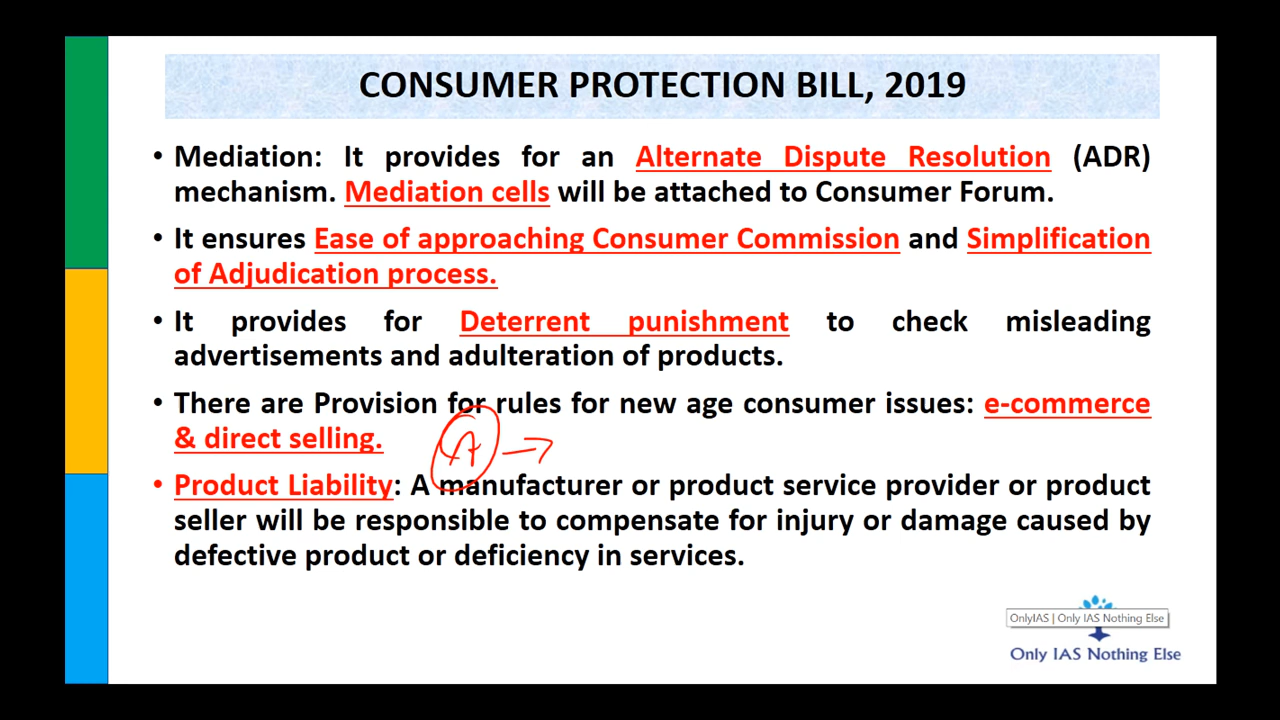 CONSUMER PROTECTION BILL, 2019
• Mediation: It provides for an Alternate Dispute Resolution (ADR)
mechanism. Mediation cells will be attached to Consumer Forum.
• It ensures Ease of approaching Consumer Commission and Simplification
of Adjudication process.
• It provides for Deterrent punishment to check misleading
advertisements and adulteration of products.
• There are Provision for rules for new age consumer issues: e-commerce
& direct selling.
• Product Liability: A manufacturer or product service provider or product
seller will be responsible to compensate for injury or damage caused by
defective product or deficiency in services.
OnlyIAS | Only IAS Nothing Else
Only IAS Nothing Else